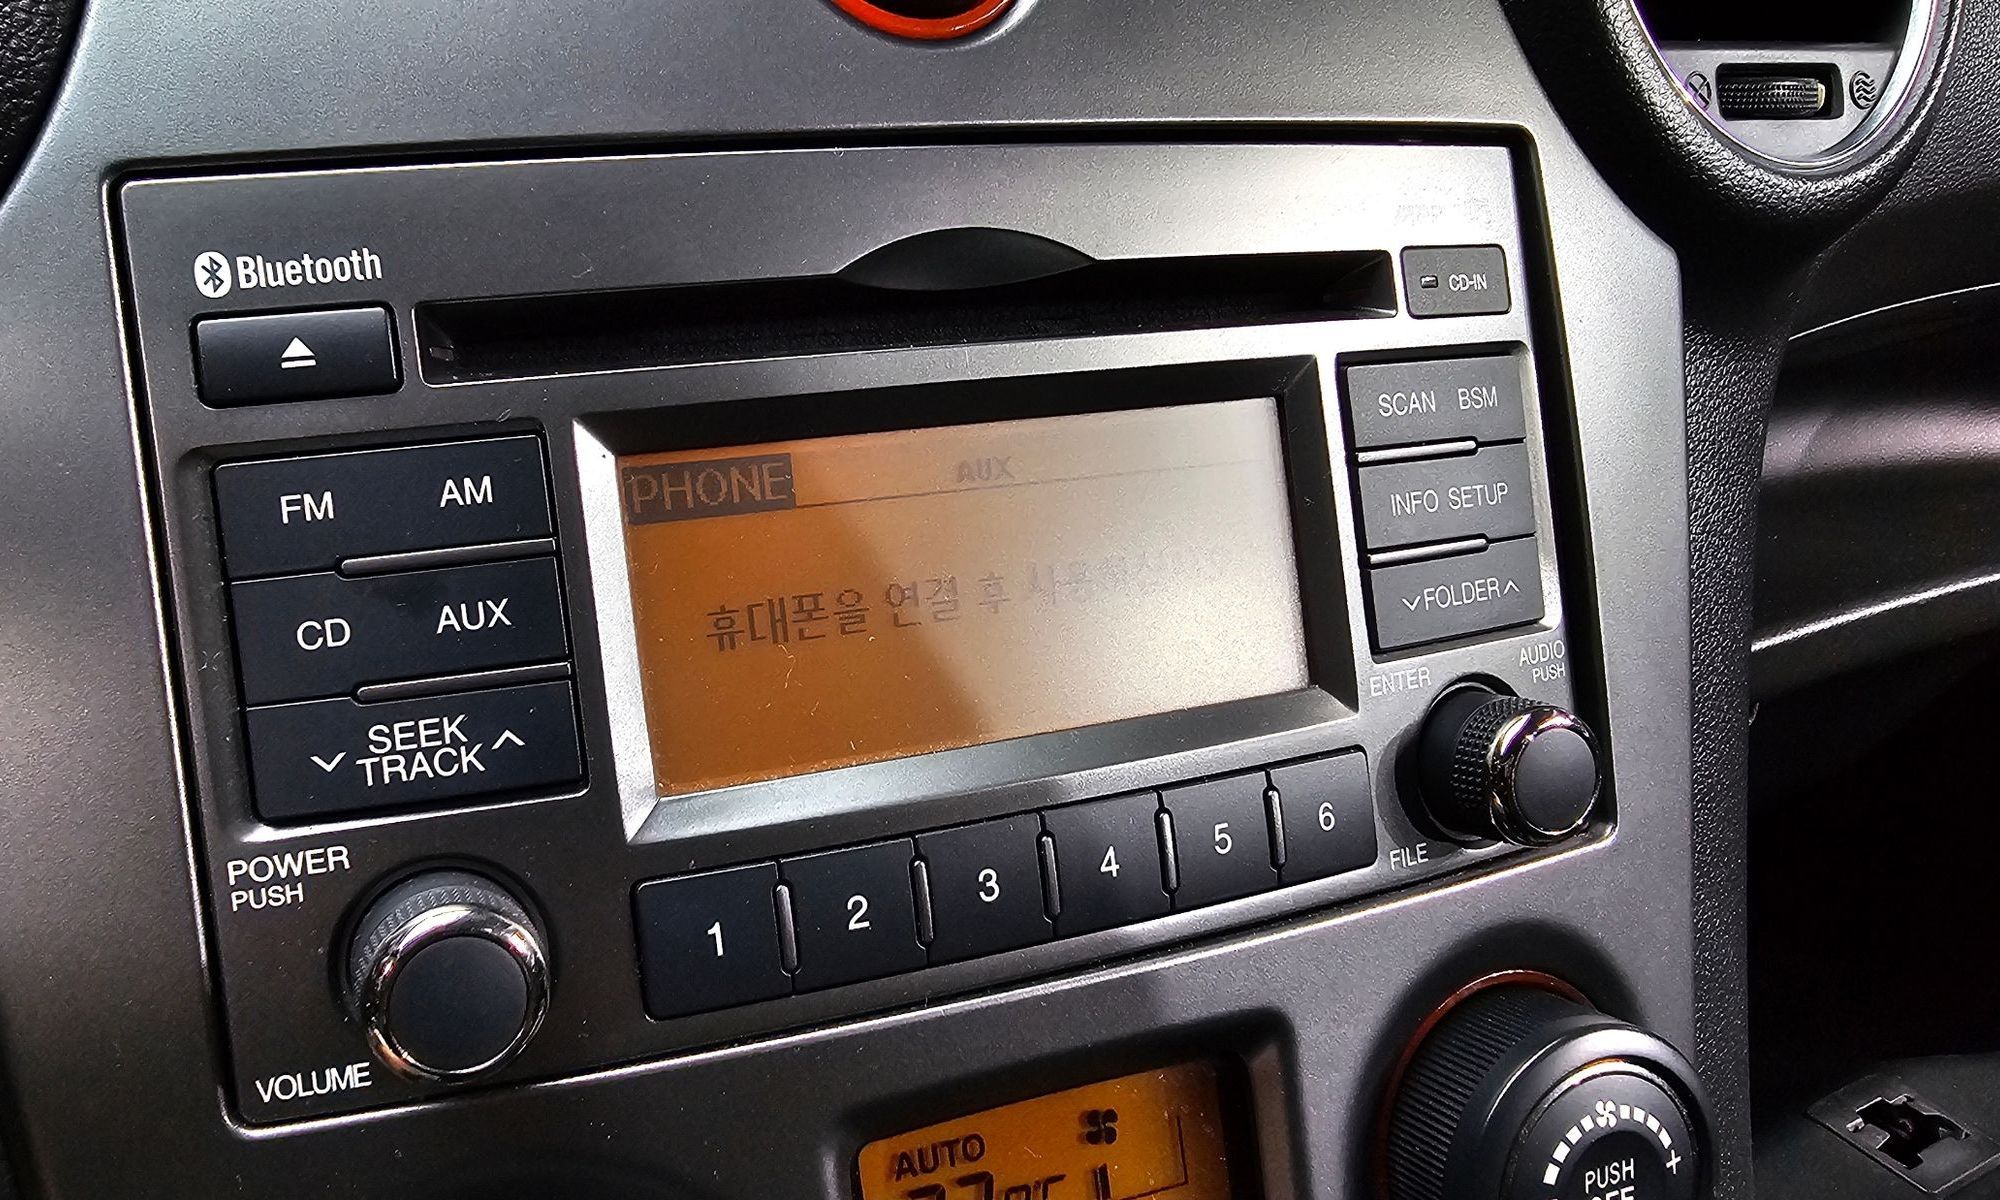 Bluetooth
CD-IN
SCAN BSM
FM AM
PHONE AUX
INFO SETUP
휴대폰을 연결 후
CD AUX
FOLDER
SEEK
TRACK
ENTER
AUDIO
PUSH
FILE
POWER
PUSH
1 2 3 4 5 6
VOLUME
AUTO
PUSH